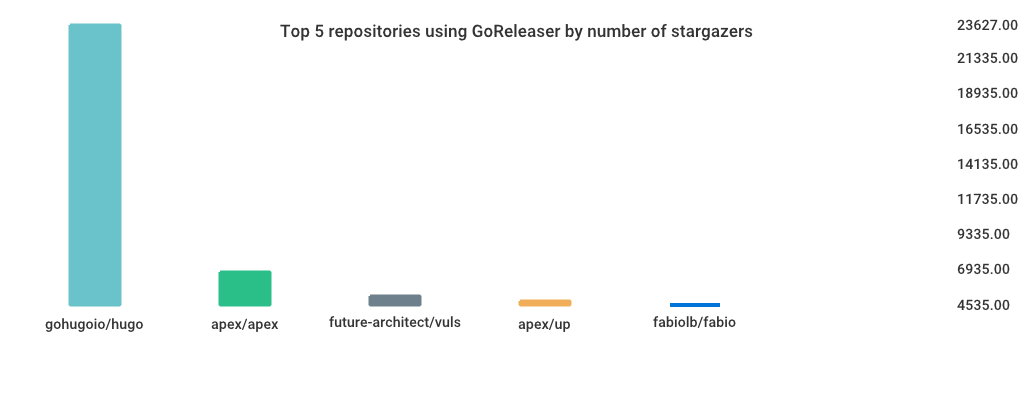 Top 5 repositories using GoReleaser by number of stargazers
23627.00
21335.00
18935.00
16535.00
14135.00
11735.00
9335.00
6935.00
4535.00
gohugoio/hugo
apex/apex
future-architect/vuls
apex/up
fabiolb/fabio